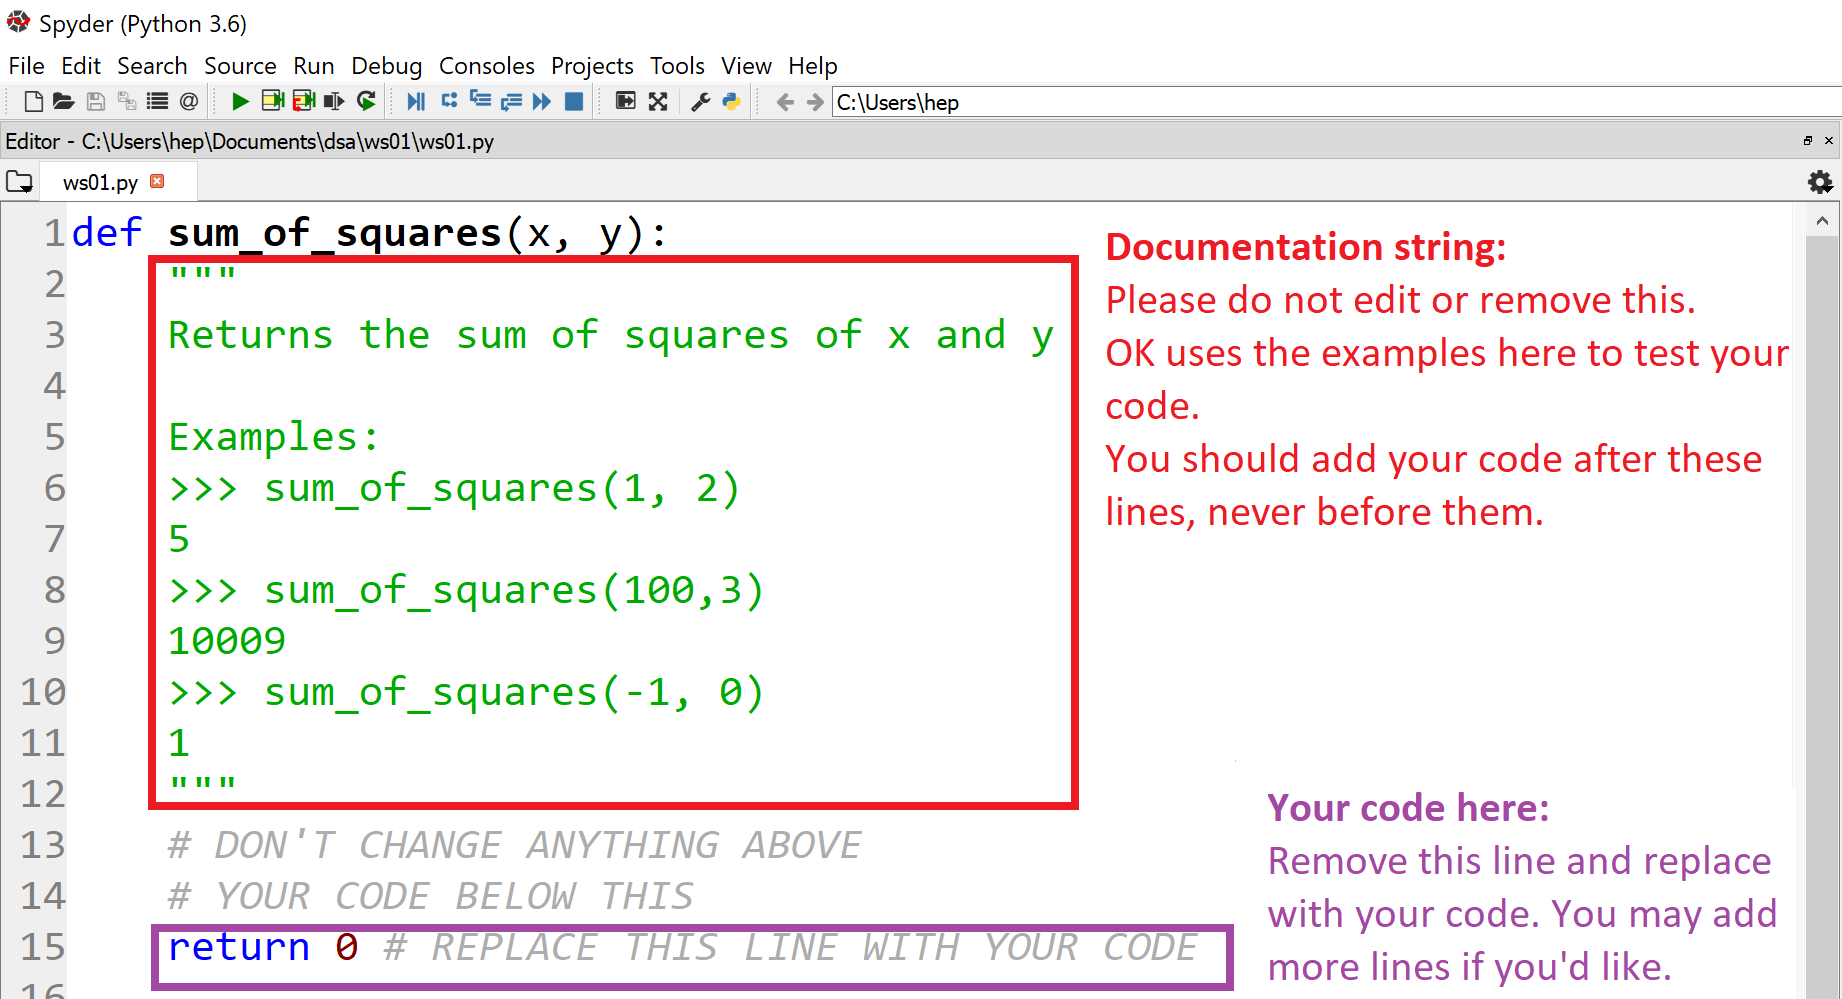 Spyder (Python 3.6)
File Edit Search Source Run Debug Consoles Projects Tools View Help
C:\Users\hep
Editor - C:\Users\hep\Documents\dsa\ws01\ws01.py
ws01.py
1 def sum_of_squares(x, y):
2 """
3 Returns the sum of squares of x and y
4
5 Examples:
6 >>> sum_of_squares(1, 2)
7 5
8 >>> sum_of_squares(100,3)
9 10009
10 >>> sum_of_squares(-1, 0)
11 1
12 """
13 # DON'T CHANGE ANYTHING ABOVE
14 # YOUR CODE BELOW THIS
15 return 0 # REPLACE THIS LINE WITH YOUR CODE
16
Documentation string:
Please do not edit or remove this.
OK uses the examples here to test your
code.
You should add your code after these
lines, never before them.
Your code here:
Remove this line and replace
with your code. You may add
more lines if you'd like.